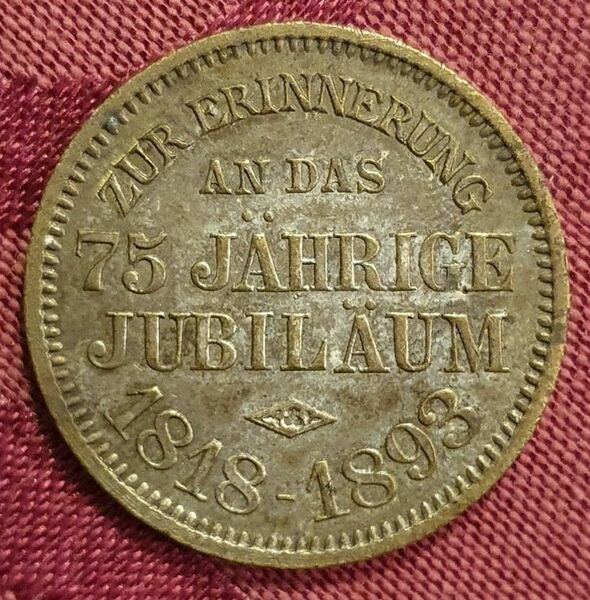 ZUR ERINNERUNG
AN DAS
75 JÄHRIGE
JUBILÄUM
1818-1893